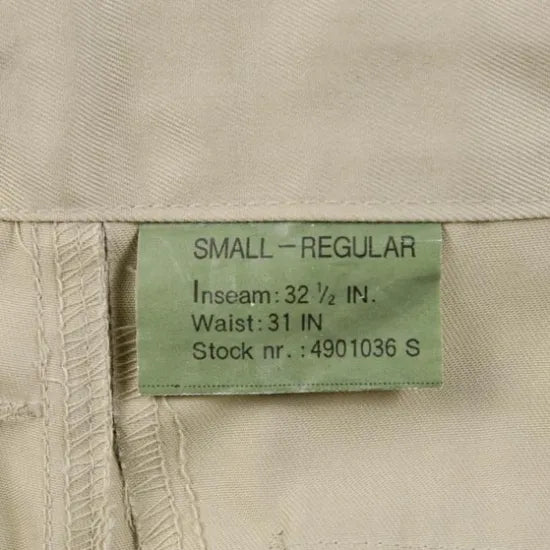 SMALL – REGULAR
Inseam: 32 ½ IN.
Waist: 31 IN
Stock nr. : 4901036 S